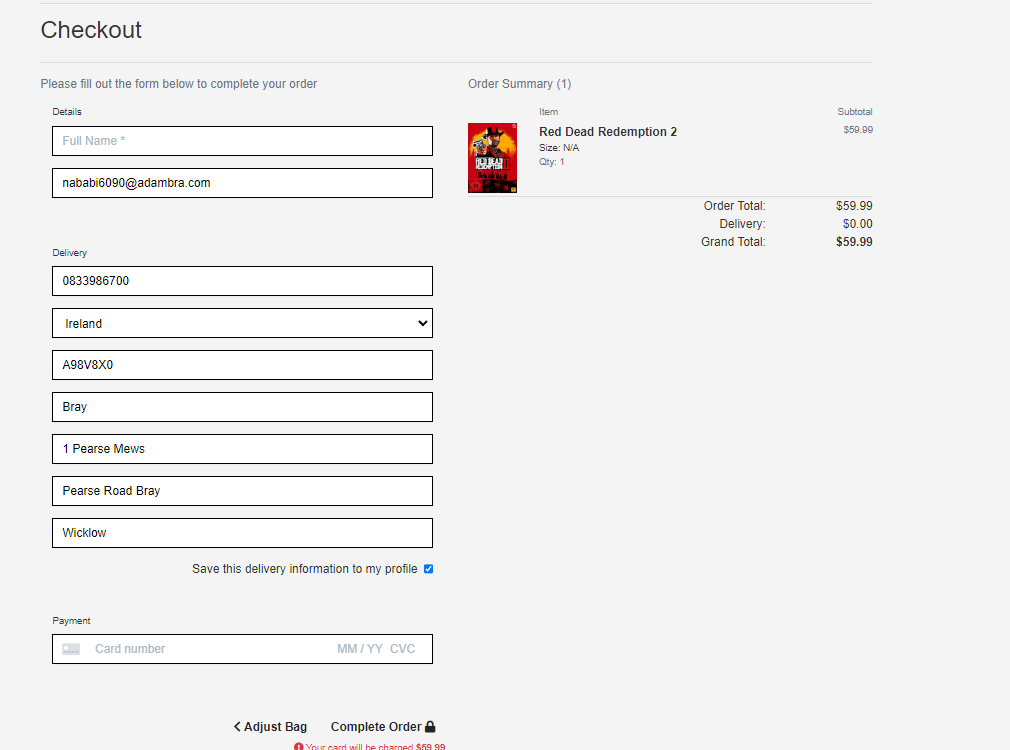 Checkout
Please fill out the form below to complete your order
Details
Full Name *
nababi6090@adambra.com
Delivery
0833986700
Ireland
A98V8X0
Bray
1 Pearse Mews
Pearse Road Bray
Wicklow
Save this delivery information to my profile
Payment
Card number MM / YY CVC
Adjust Bag Complete Order
Your card will be charged $59.99
Order Summary (1)
Item Subtotal
RED DEAD
REDEMPTION II
Red Dead Redemption 2 $59.99
Size: N/A
Qty: 1
Order Total: $59.99
Delivery: $0.00
Grand Total: $59.99